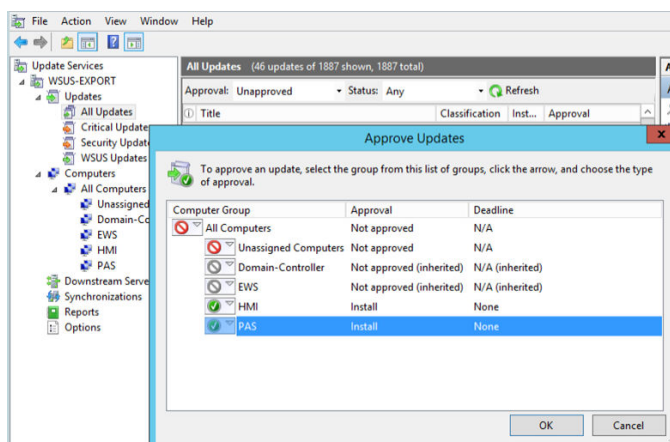 File Action View Window Help
Update Services
WSUS-EXPORT
Updates
All Updates
Critical Update
Security Updat
WSUS Updates
Computers
All Computers
Unassigned
Domain-Co
EWS
HMI
PAS
Downstream Serve
Synchronizations
Reports
Options
All Updates (46 updates of 1887 shown, 1887 total)
Approval: Unapproved Status: Any Refresh
Title Classification Inst... Approval
Approve Updates
To approve an update, select the group from this list of groups, click the arrow, and choose the type
of approval.
Computer Group Approval Deadline
All Computers Not approved N/A
Unassigned Computers Not approved N/A
Domain-Controller Not approved (inherited) N/A (inherited)
EWS Not approved (inherited) N/A (inherited)
HMI Install None
PAS Install None
OK Cancel